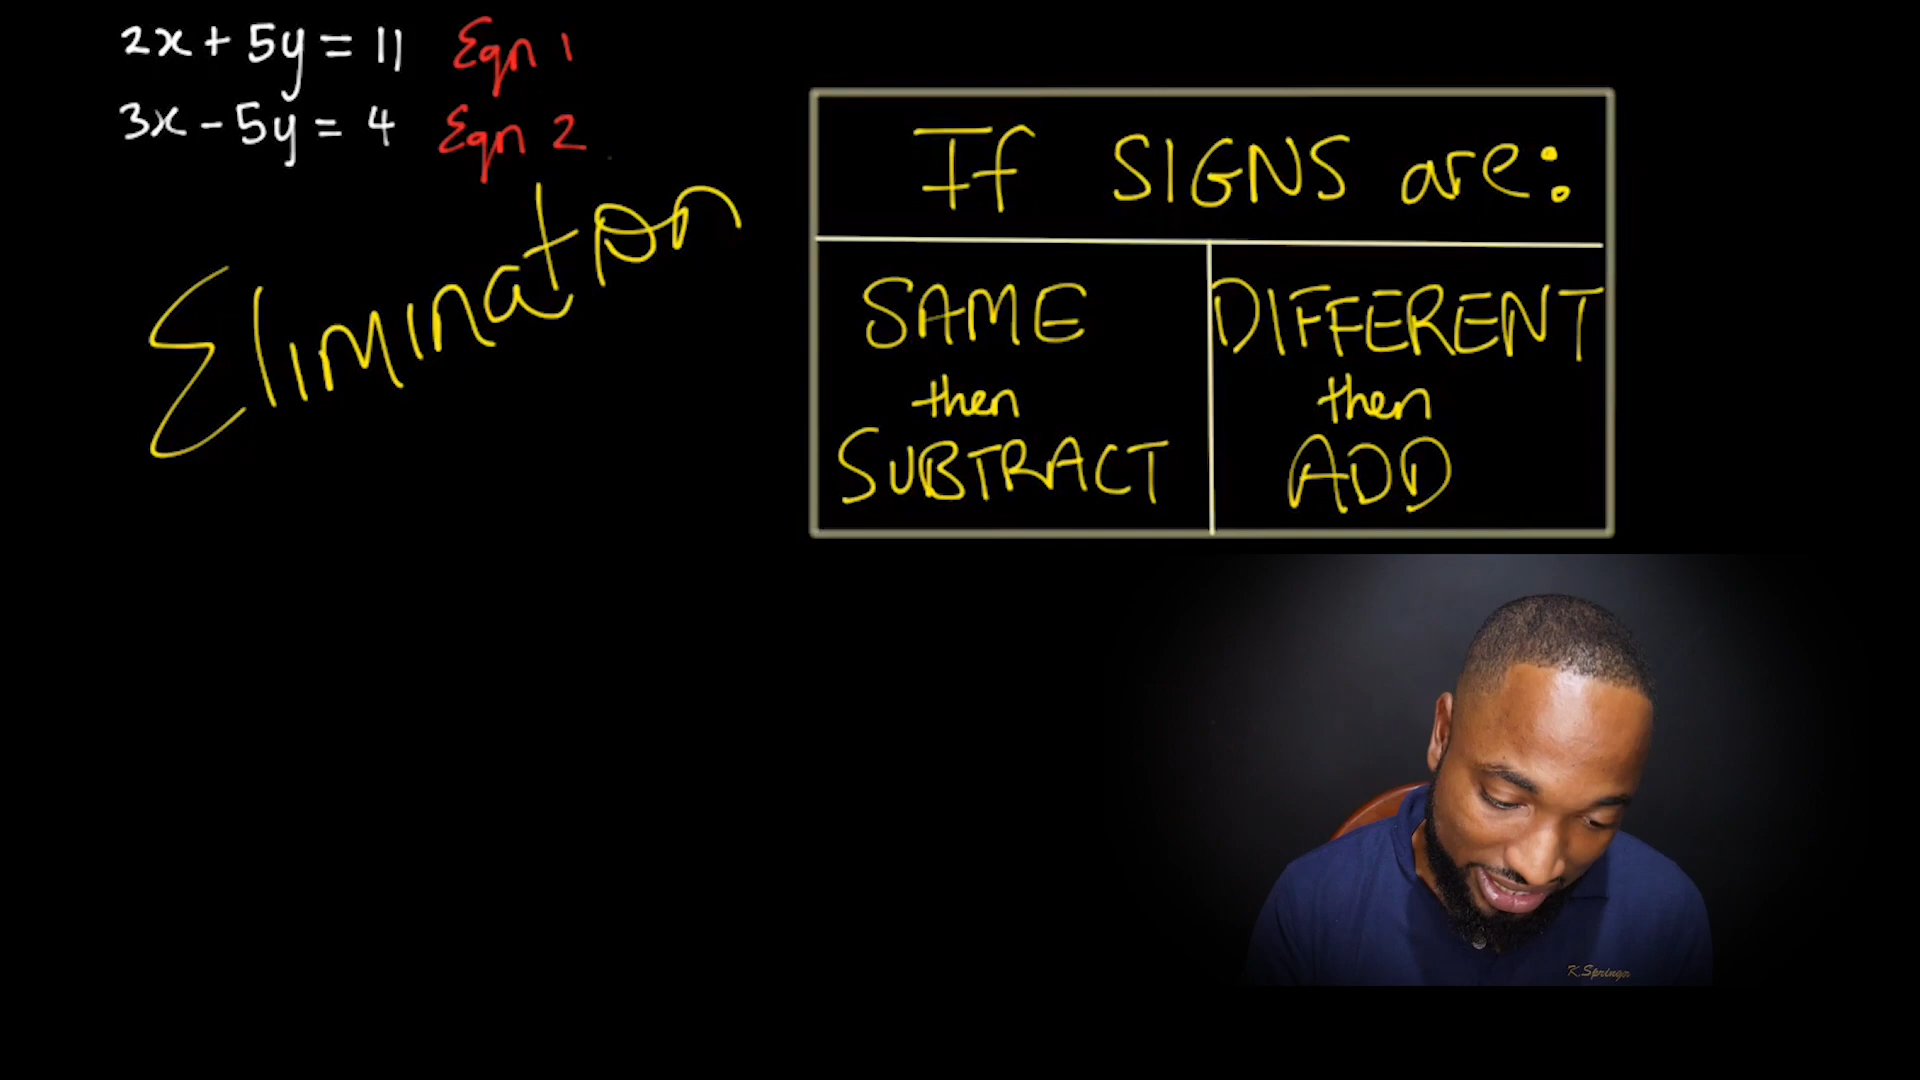 2x + 5y = 11 Eqn 1
3x - 5y = 4 Eqn 2
Elimination
If SIGNS are:
SAME
then
SUBTRACT
DIFFERENT
then
ADD
K.Springer